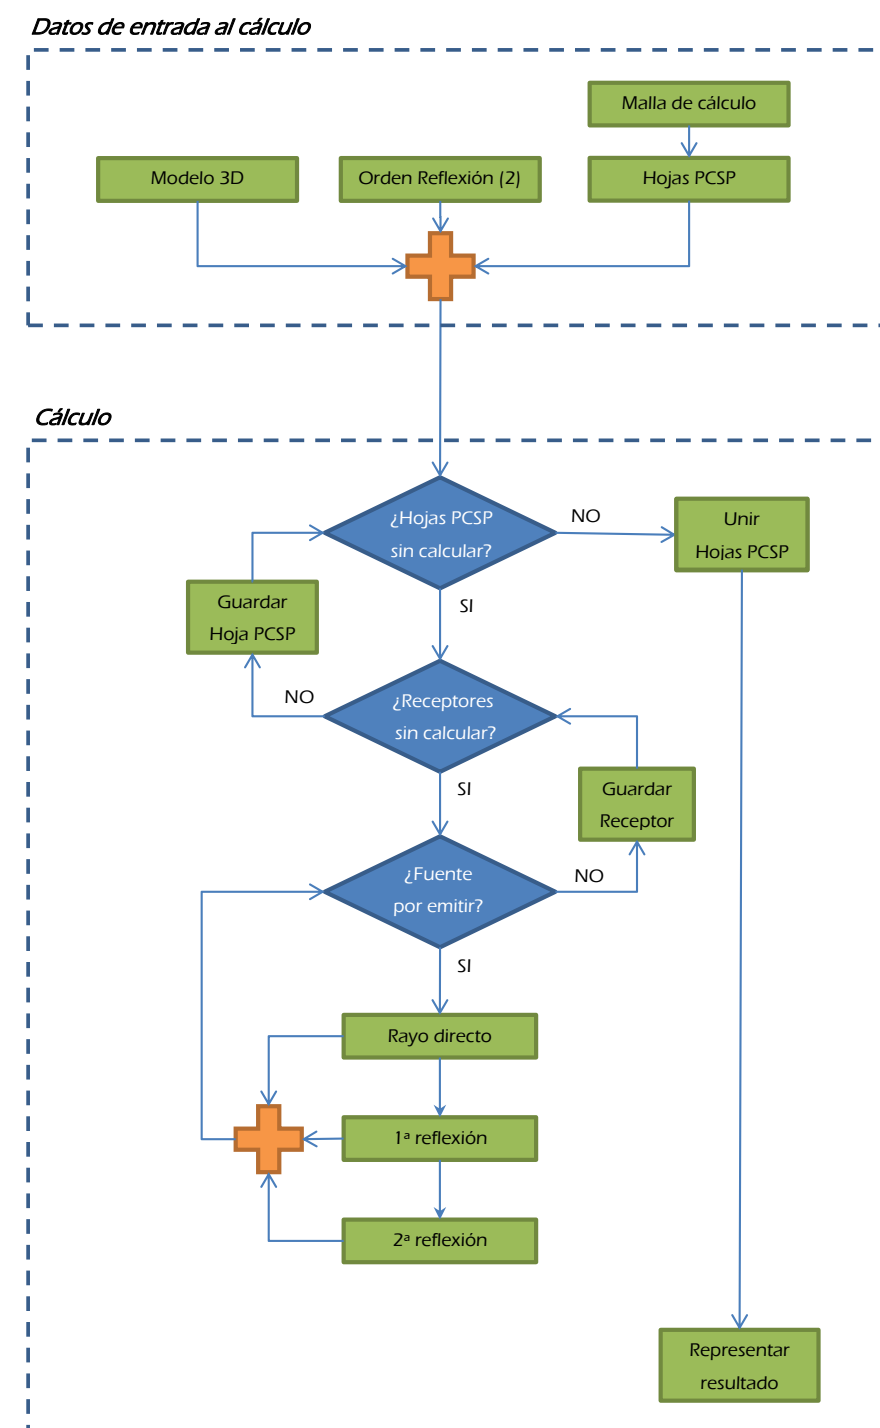 Datos de entrada al cálculo
Malla de cálculo
Modelo 3D
Orden Reflexión (2)
Hojas PCSP
Cálculo
¿Hojas PCSP
sin calcular?
NO
Unir
Hojas PCSP
SI
Guardar
Hoja PCSP
NO
¿Receptores
sin calcular?
SI
Guardar
Receptor
¿Fuente
por emitir?
NO
SI
Rayo directo
1ª reflexión
2ª reflexión
Representar
resultado